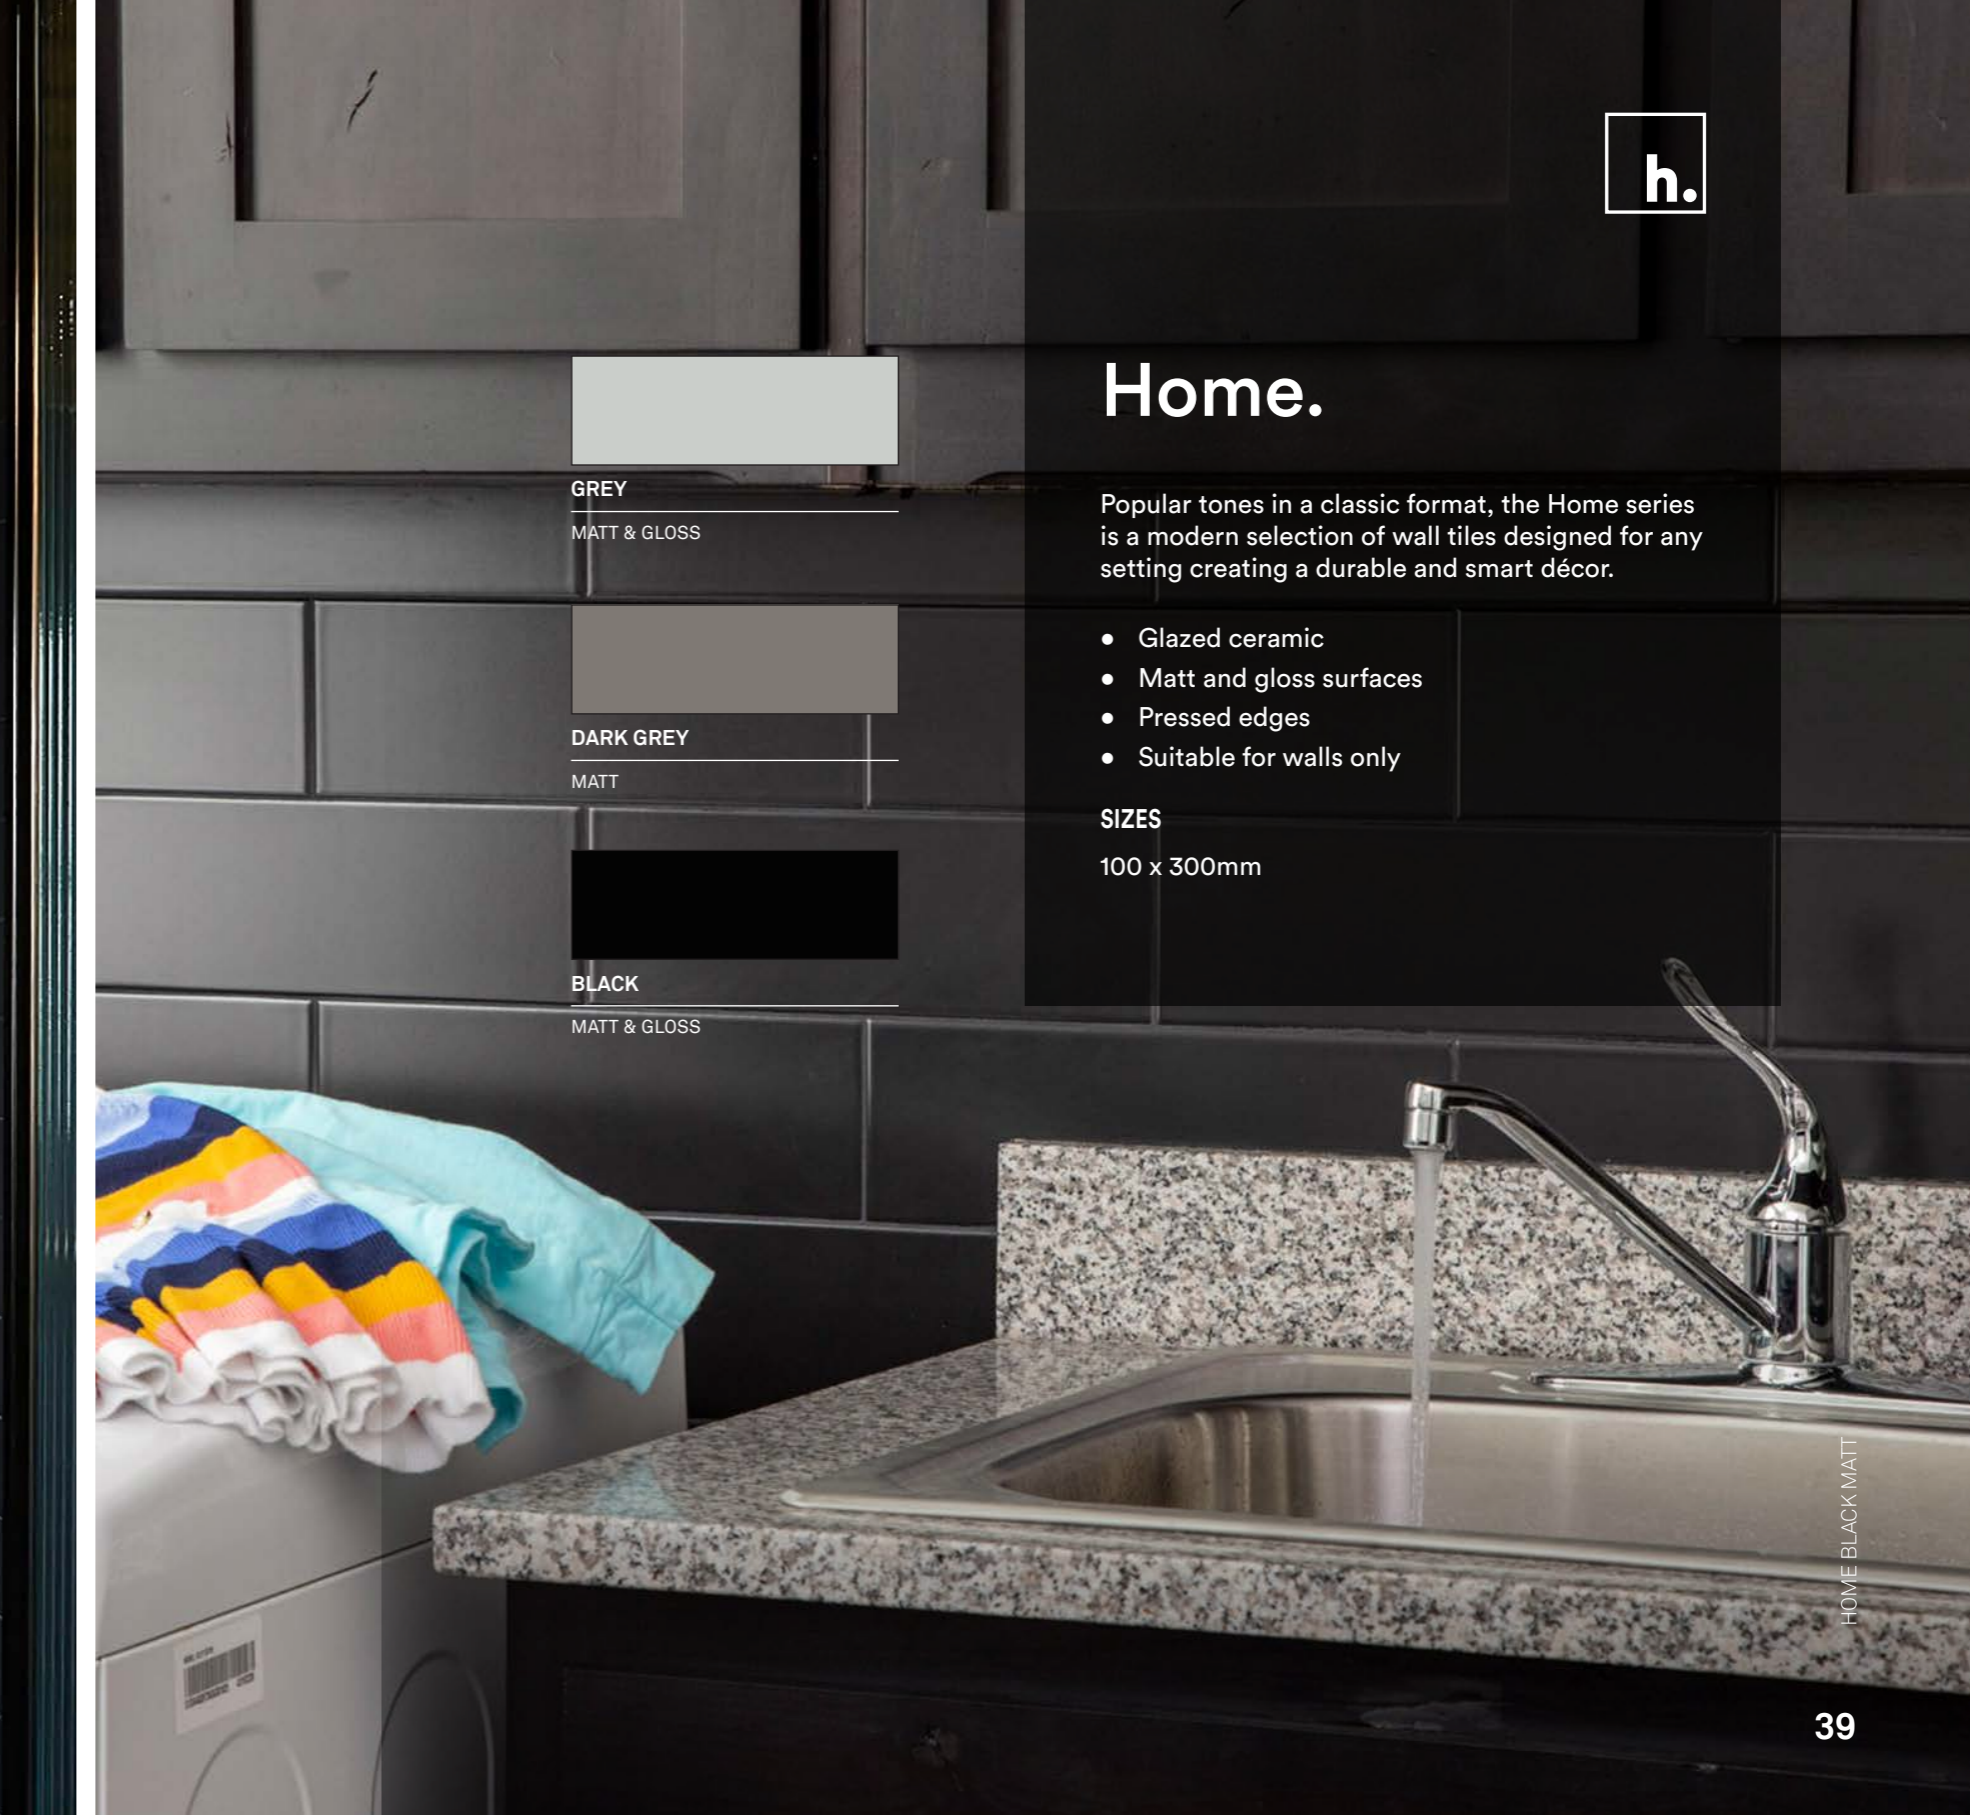 h.
Home.
Popular tones in a classic format, the Home series
is a modern selection of wall tiles designed for any
setting creating a durable and smart décor.
● Glazed ceramic
● Matt and gloss surfaces
● Pressed edges
● Suitable for walls only
SIZES
100 x 300mm
GREY
MATT & GLOSS
DARK GREY
MATT
BLACK
MATT & GLOSS
HOME BLACK MATT
39